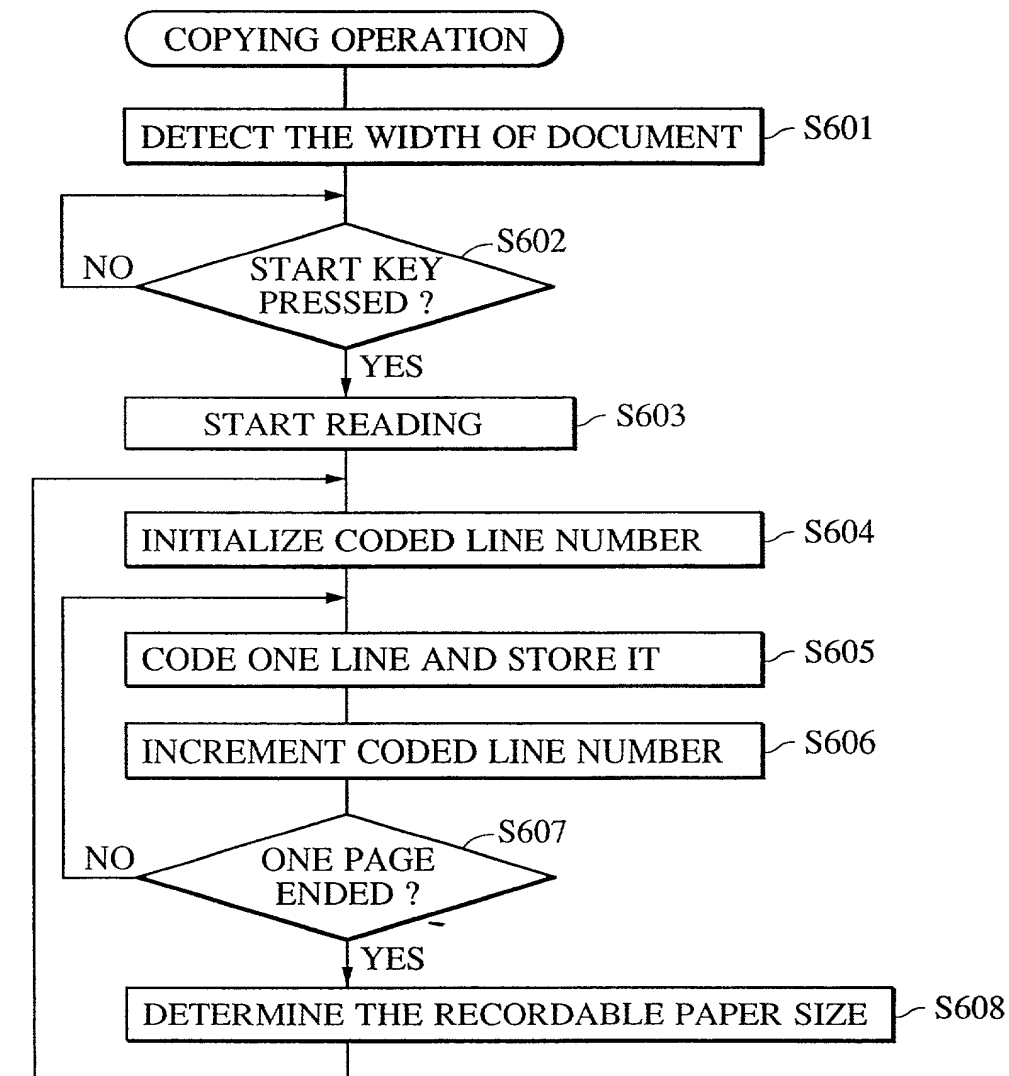 COPYING OPERATION
DETECT THE WIDTH OF DOCUMENT
S601
S602
NO
START KEY
PRESSED ?
YES
START READING
S603
INITIALIZE CODED LINE NUMBER
S604
CODE ONE LINE AND STORE IT
S605
INCREMENT CODED LINE NUMBER
S606
S607
NO
ONE PAGE
ENDED ?
YES
DETERMINE THE RECORDABLE PAPER SIZE
S608